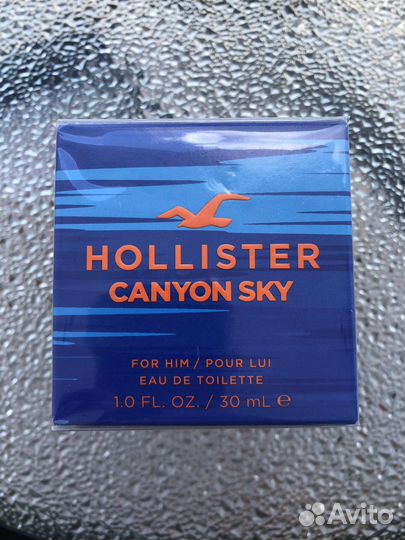 HOLLISTER
CANYON SKY
FOR HIM / POUR LUI
EAU DE TOILETTE
1.0 FL. OZ. / 30 mL ℮
Avito